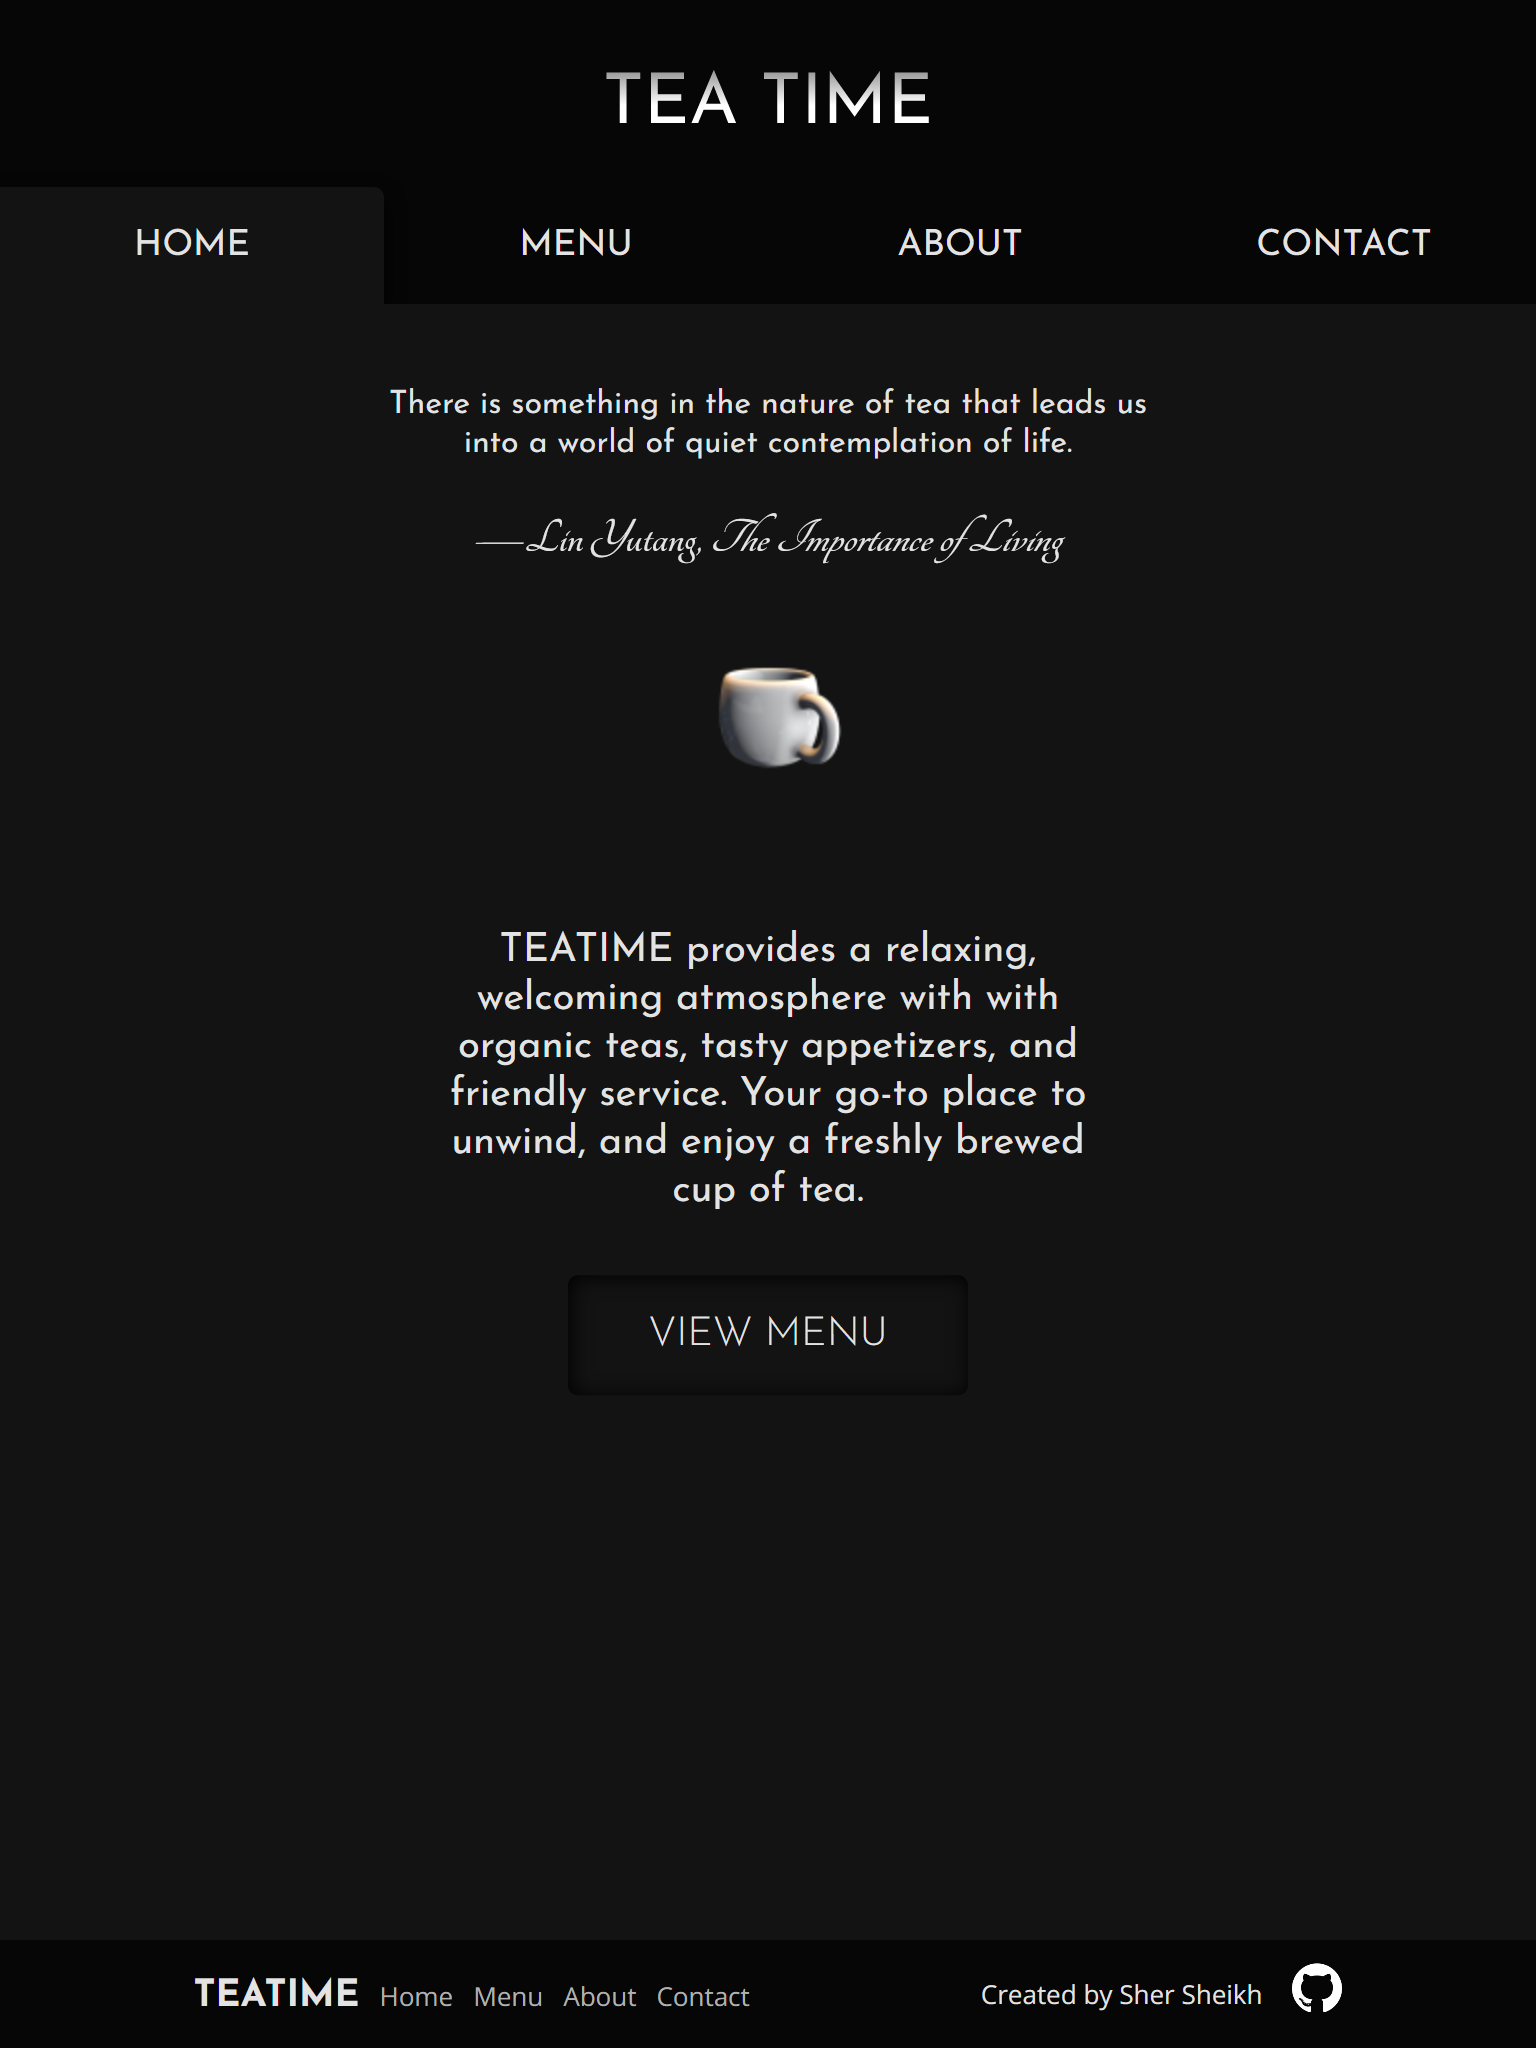 TEA TIME
HOME
MENU
ABOUT
CONTACT
There is something in the nature of tea that leads us
into a world of quiet contemplation of life.
—Lin Yutang, The Importance of Living
TEATIME provides a relaxing,
welcoming atmosphere with with
organic teas, tasty appetizers, and
friendly service. Your go-to place to
unwind, and enjoy a freshly brewed
cup of tea.
VIEW MENU
TEATIME Home Menu About Contact
Created by Sher Sheikh